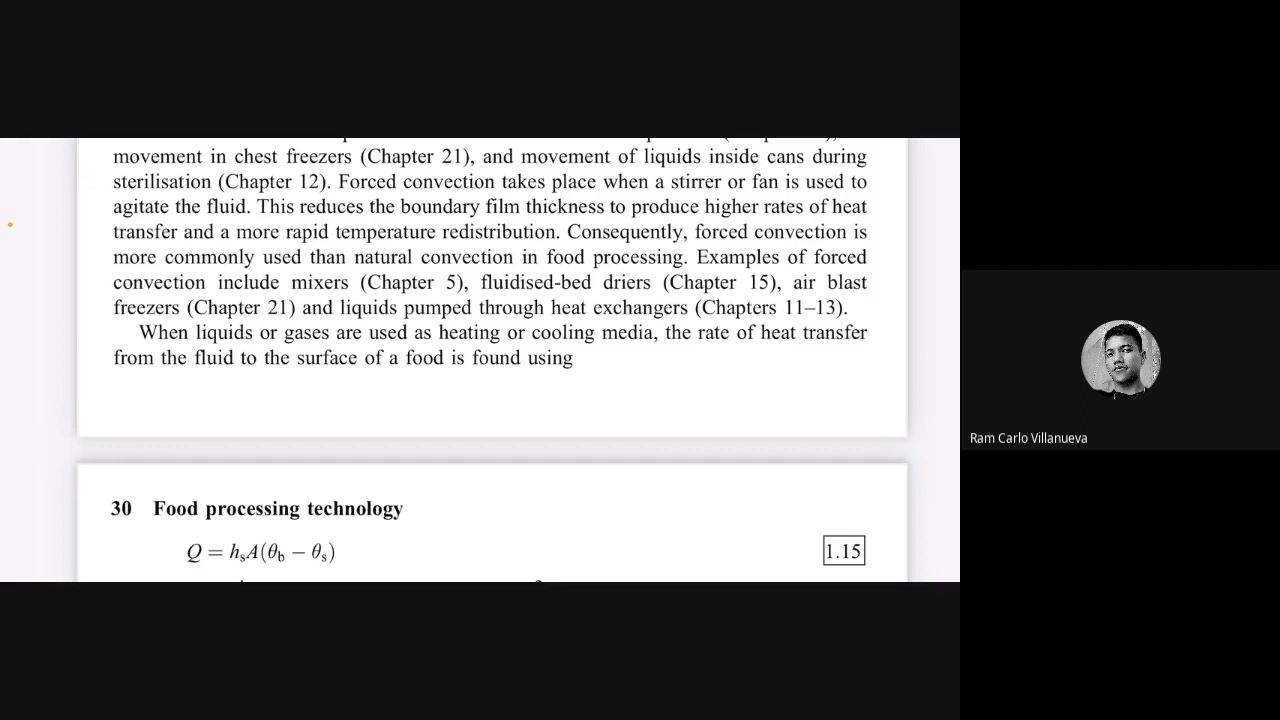 movement in chest freezers (Chapter 21), and movement of liquids inside cans during
sterilisation (Chapter 12). Forced convection takes place when a stirrer or fan is used to
agitate the fluid. This reduces the boundary film thickness to produce higher rates of heat
transfer and a more rapid temperature redistribution. Consequently, forced convection is
more commonly used than natural convection in food processing. Examples of forced
convection include mixers (Chapter 5), fluidised-bed driers (Chapter 15), air blast
freezers (Chapter 21) and liquids pumped through heat exchangers (Chapters 11–13).
When liquids or gases are used as heating or cooling media, the rate of heat transfer
from the fluid to the surface of a food is found using
30 Food processing technology
Q = hₛA(θb − θₛ) 1.15
Ram Carlo Villanueva